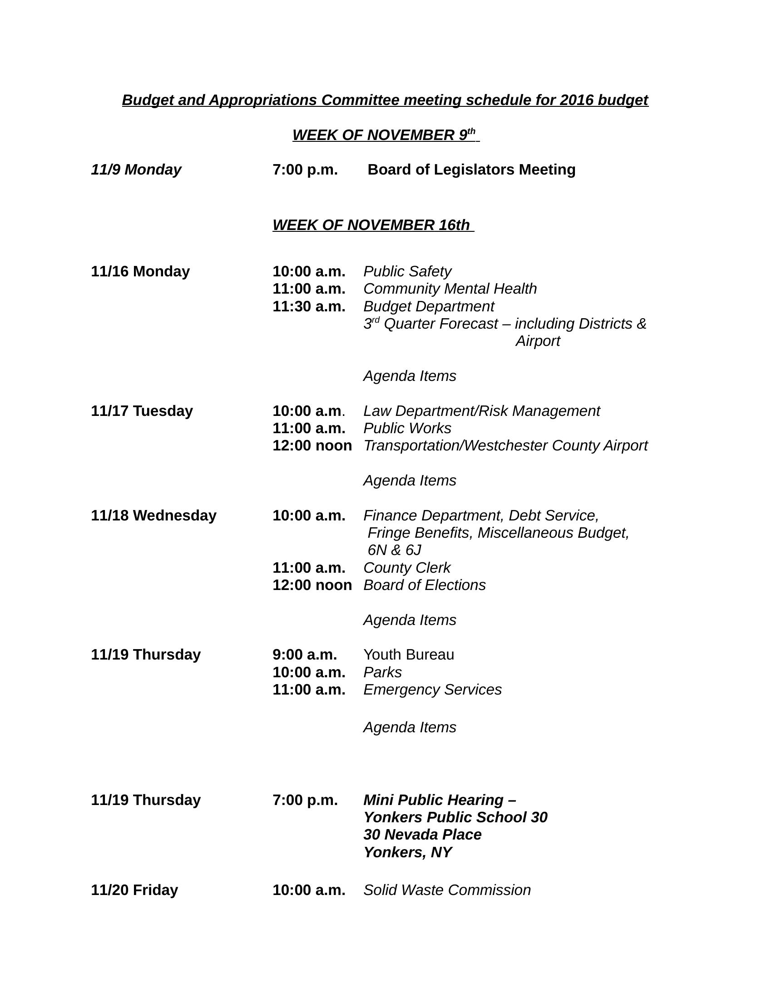 Budget and Appropriations Committee meeting schedule for 2016 budget
WEEK OF NOVEMBER 9th
11/9 Monday 7:00 p.m. Board of Legislators Meeting
WEEK OF NOVEMBER 16th
11/16 Monday 10:00 a.m. Public Safety
11:00 a.m. Community Mental Health
11:30 a.m. Budget Department
3rd Quarter Forecast – including Districts &
Airport
Agenda Items
11/17 Tuesday 10:00 a.m. Law Department/Risk Management
11:00 a.m. Public Works
12:00 noon Transportation/Westchester County Airport
Agenda Items
11/18 Wednesday 10:00 a.m. Finance Department, Debt Service,
Fringe Benefits, Miscellaneous Budget,
6N & 6J
11:00 a.m. County Clerk
12:00 noon Board of Elections
Agenda Items
11/19 Thursday 9:00 a.m. Youth Bureau
10:00 a.m. Parks
11:00 a.m. Emergency Services
Agenda Items
11/19 Thursday 7:00 p.m. Mini Public Hearing –
Yonkers Public School 30
30 Nevada Place
Yonkers, NY
11/20 Friday 10:00 a.m. Solid Waste Commission